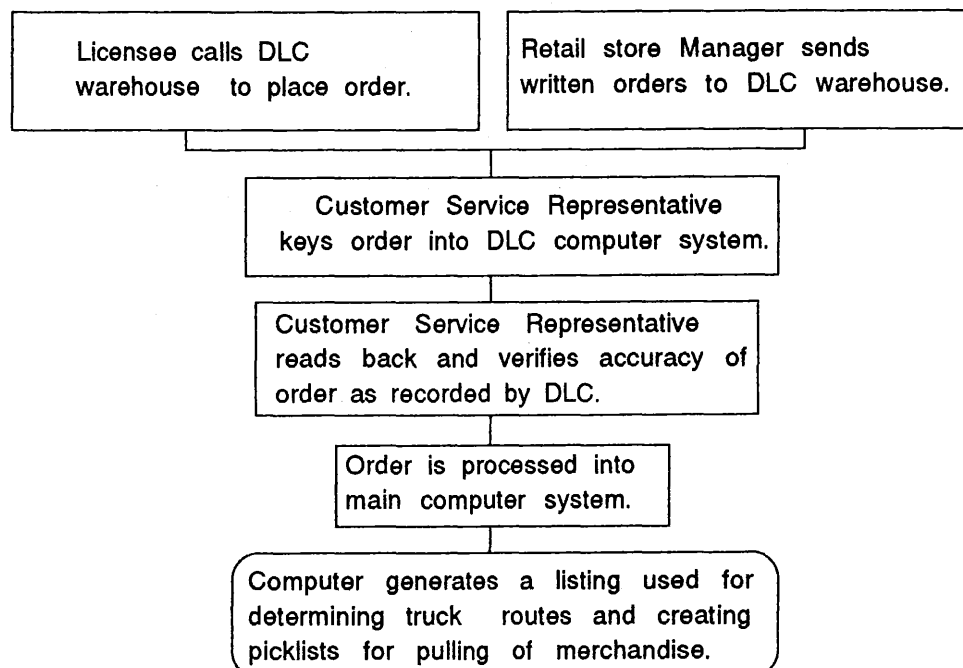 Licensee calls DLC
warehouse to place order.
Retail store Manager sends
written orders to DLC warehouse.
Customer Service Representative
keys order into DLC computer system.
Customer Service Representative
reads back and verifies accuracy of
order as recorded by DLC.
Order is processed into
main computer system.
Computer generates a listing used for
determining truck routes and creating
picklists for pulling of merchandise.